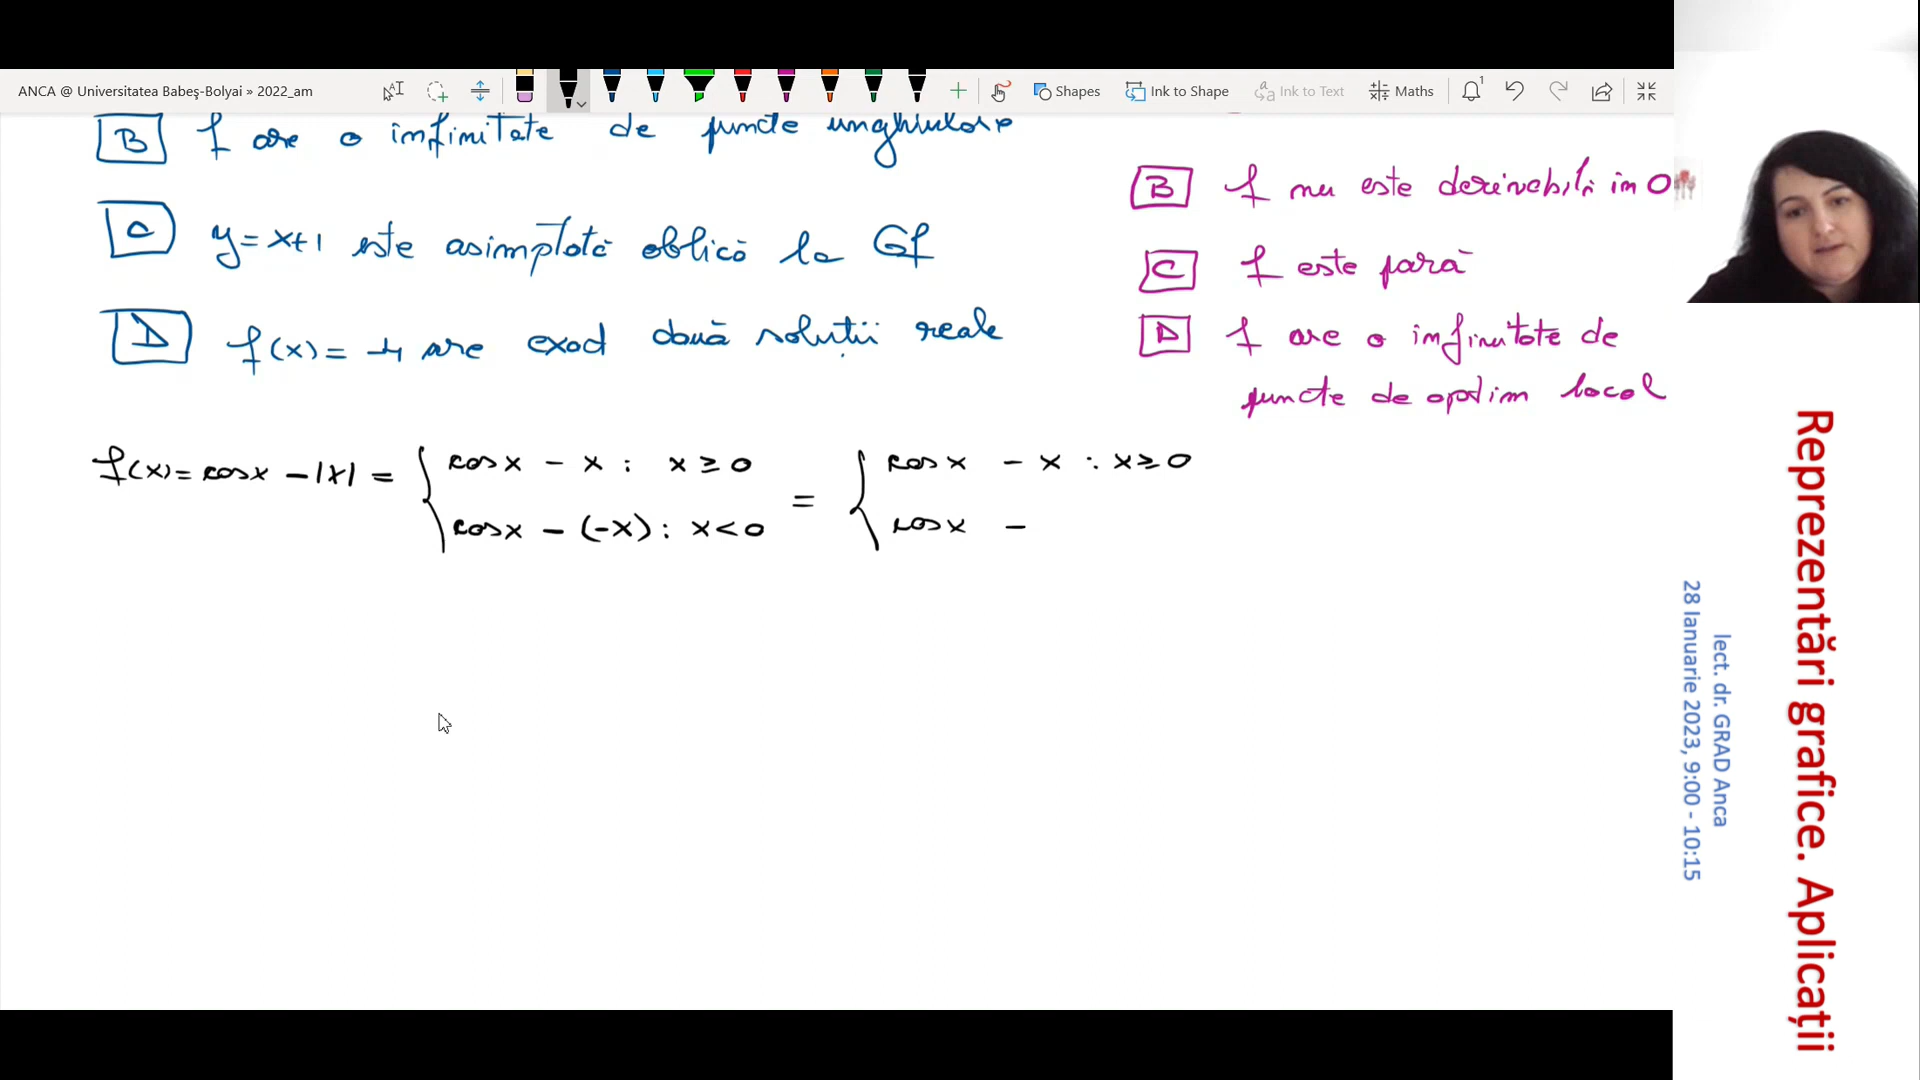 ANCA @ Universitatea Babeş-Bolyai » 2022_am
Shapes
Ink to Shape
Ink to Text
Maths
1
B f are o infinitate de puncte unghiulare
C y=x+1 este asimptotă oblică la Gf
D f(x)= -4 are exact două soluții reale
B f nu este derivabilă în 0
C f este pară
D f are o infinitate de
puncte de optim local
f(x)= cosx -|x| = { cosx - x : x ≥ 0 = { cosx - x : x ≥ 0
cosx - (-x) : x < 0 cosx -
Reprezentări grafice. Aplicații
lect. dr. GRAD Anca
28 Ianuarie 2023, 9:00 - 10:15